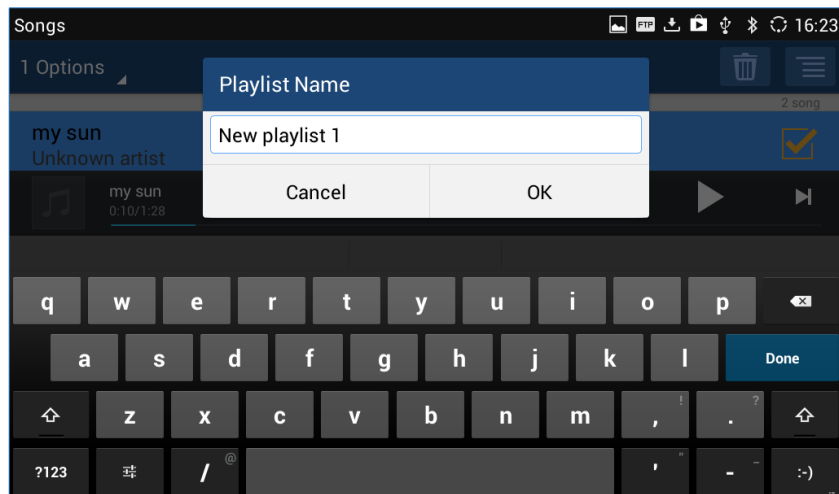 Songs
FTP
16:23
1 Options
2 song
Playlist Name
New playlist 1
Cancel
OK
my sun
Unknown artist
my sun
0:10/1:28
q w e r t y u i o p
a s d f g h j k l Done
z x c v b n m , ! . ?
?123 / @ ' " - _ :-)